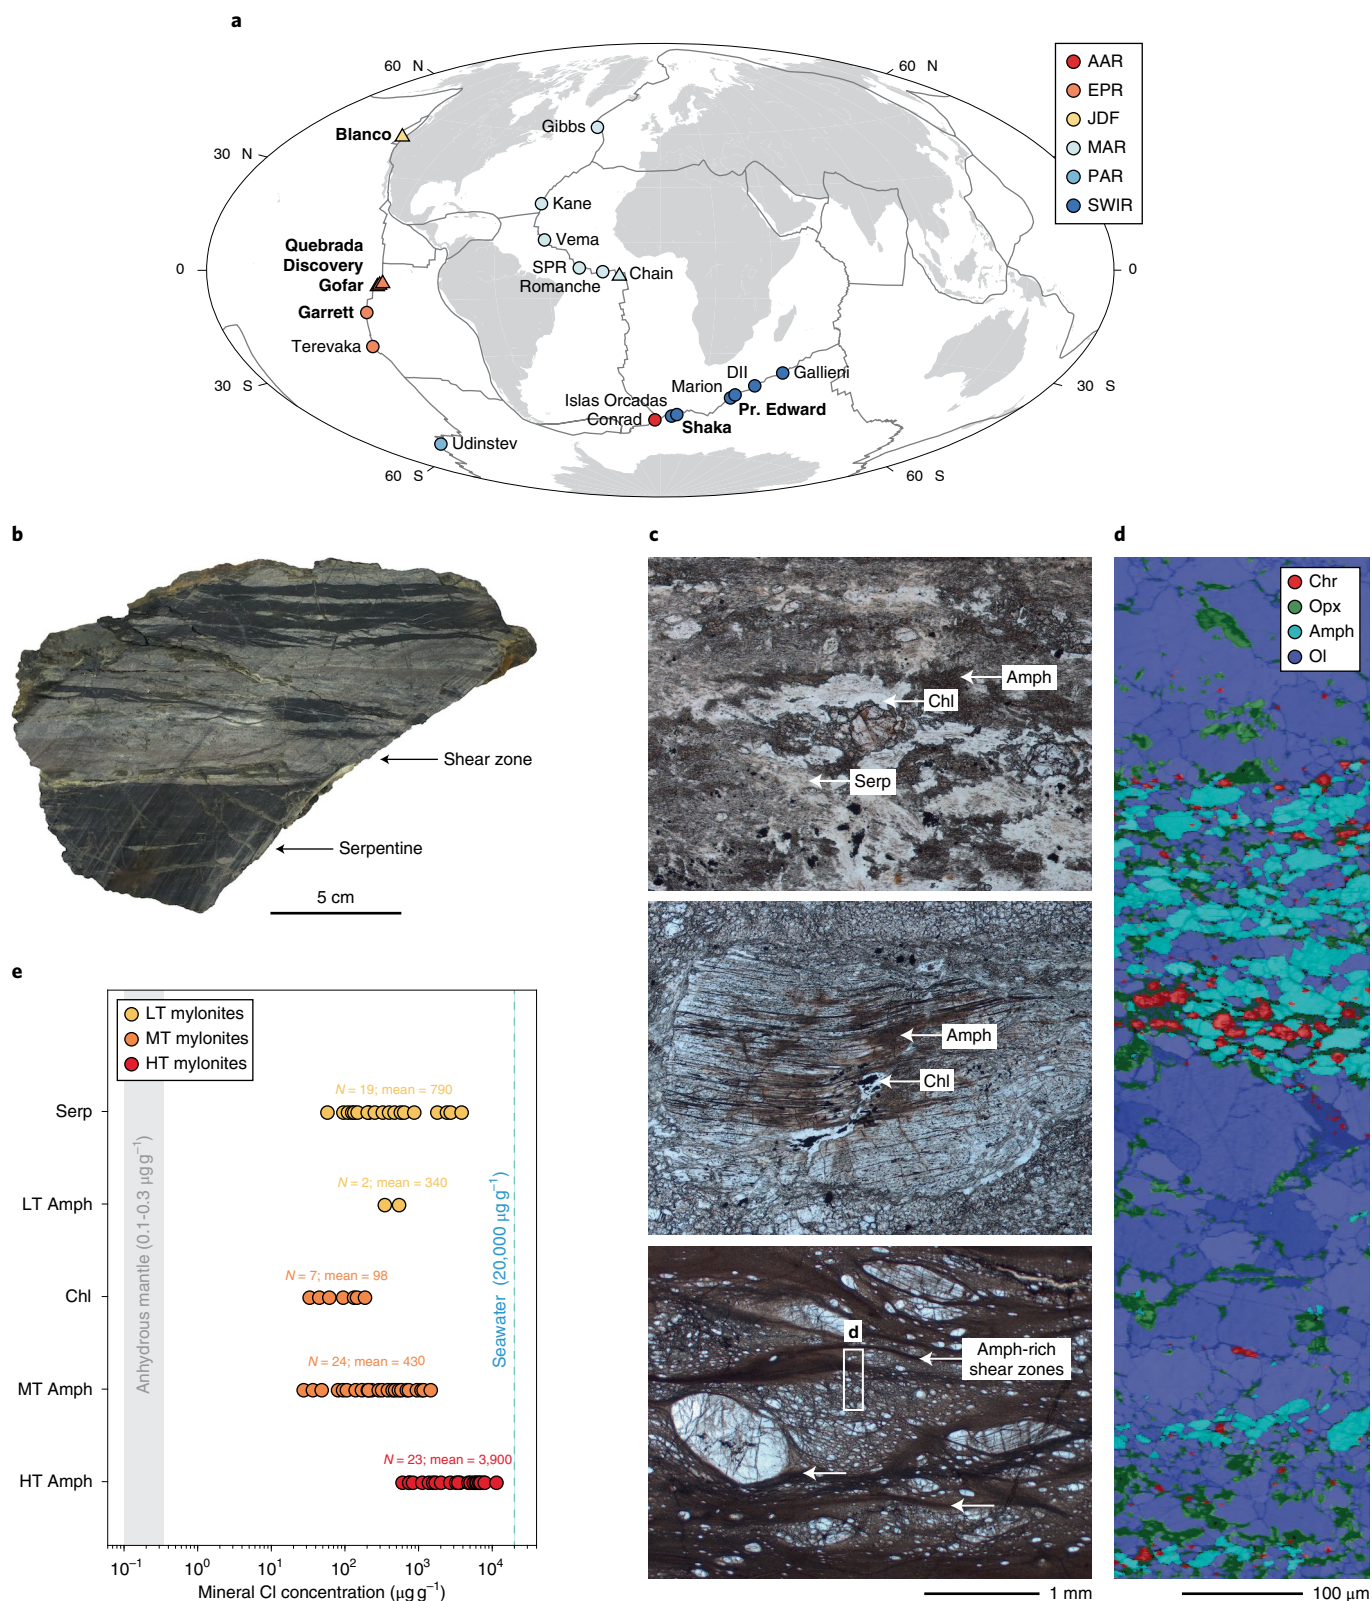 a
60 N
60 N
AAR
EPR
JDF
MAR
PAR
SWIR
Blanco
Gibbs
30 N
Kane
Vema
Quebrada
Discovery
Gofar
0
0
SPR
Romanche
Chain
Garrett
Terevaka
30 S
30 S
DII
Gallieni
Marion
Pr. Edward
Islas Orcadas
Conrad
Shaka
Udinstev
60 S
60 S
b
Shear zone
Serpentine
5 cm
c
Amph
Chl
Serp
Amph
Chl
d
Amph-rich
shear zones
1 mm
d
Chr
Opx
Amph
Ol
100 µm
e
LT mylonites
MT mylonites
HT mylonites
Serp
N = 19; mean = 790
LT Amph
N = 2; mean = 340
Chl
N = 7; mean = 98
MT Amph
N = 24; mean = 430
HT Amph
N = 23; mean = 3,900
Anhydrous mantle (0.1-0.3 µg g⁻¹)
Seawater (20,000 µg g⁻¹)
10⁻¹ 10⁰ 10¹ 10² 10³ 10⁴
Mineral Cl concentration (µg g⁻¹)